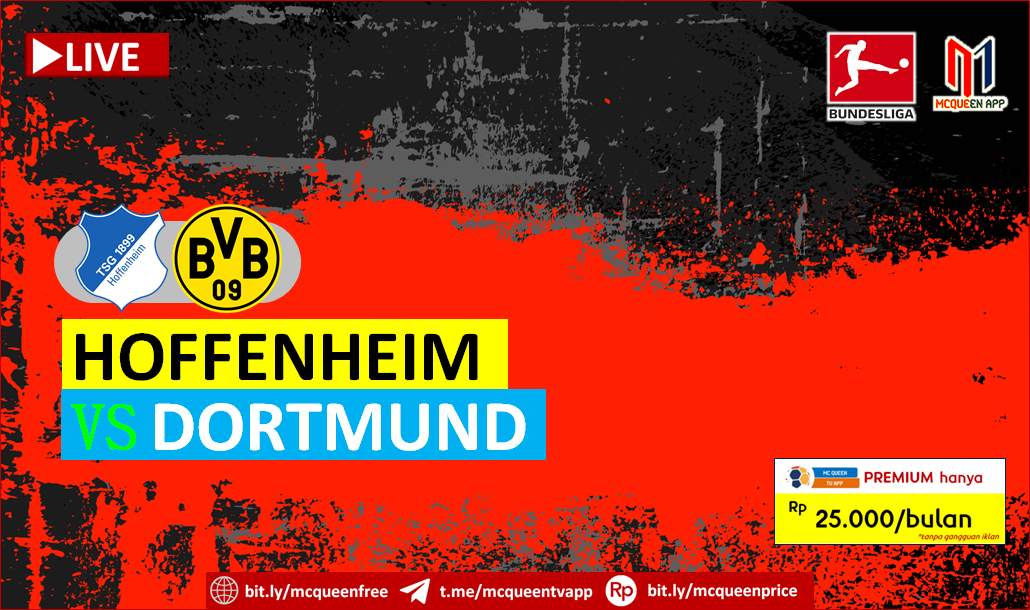 LIVE
BUNDESLIGA
MCQUEEN APP
TSG 1899
Hoffenheim
BVB
09
HOFFENHEIM
VS DORTMUND
MC QUEEN
TV APP
PREMIUM hanya
Rp 25.000/bulan
*tanpa gangguan iklan
bit.ly/mcqueenfree
t.me/mcqueentvapp
Rp
bit.ly/mcqueenprice